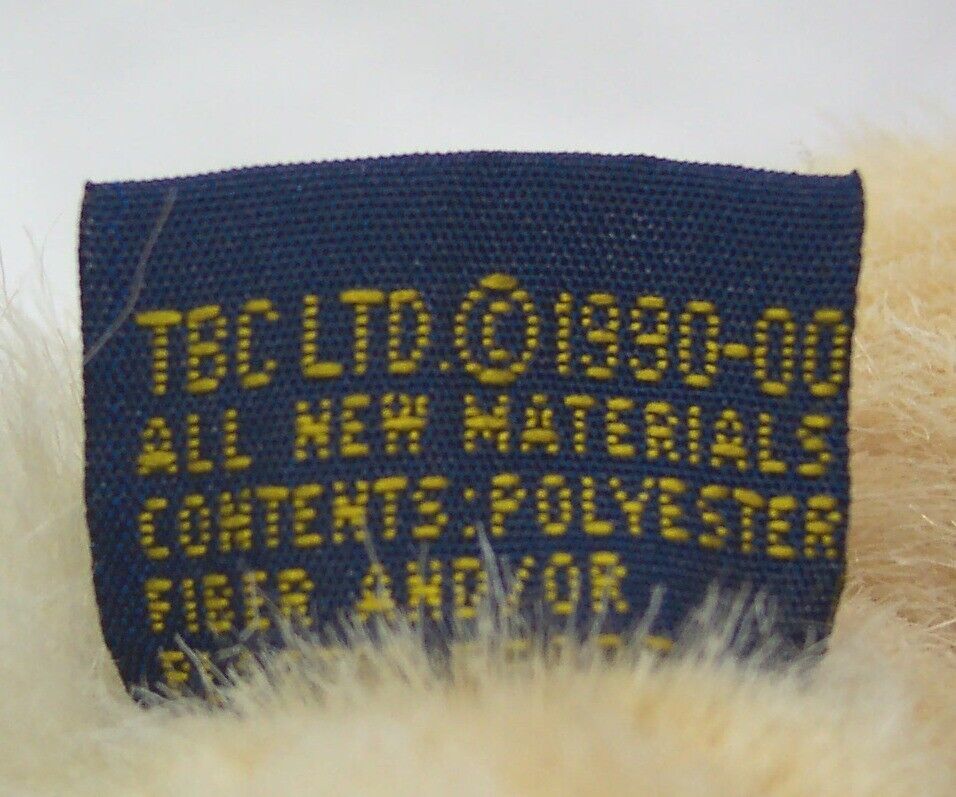 TBC LTD. © 1990-00
ALL NEW MATERIALS
CONTENTS: POLYESTER
FIBER AND/OR